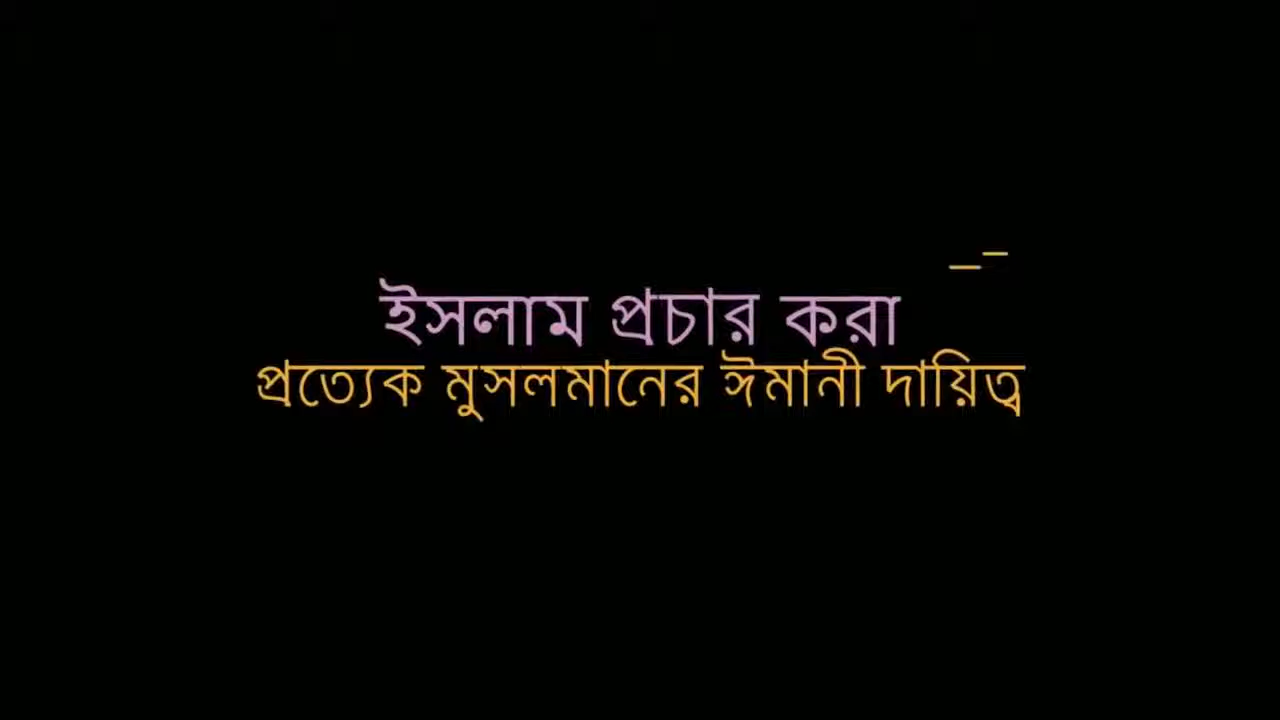 ইসলাম প্রচার করা
প্রত্যেক মুসলমানের ঈমানী দায়িত্ব